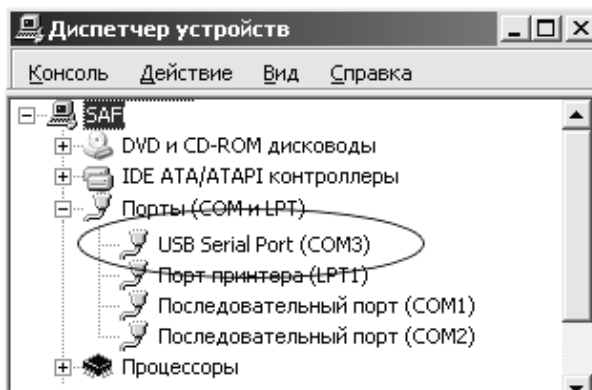 Диспетчер устройств
Консоль Действие Вид Справка
SAF
DVD и CD-ROM дисководы
IDE ATA/ATAPI контроллеры
Порты (COM и LPT)
USB Serial Port (COM3)
Порт принтера (LPT1)
Последовательный порт (COM1)
Последовательный порт (COM2)
Процессоры